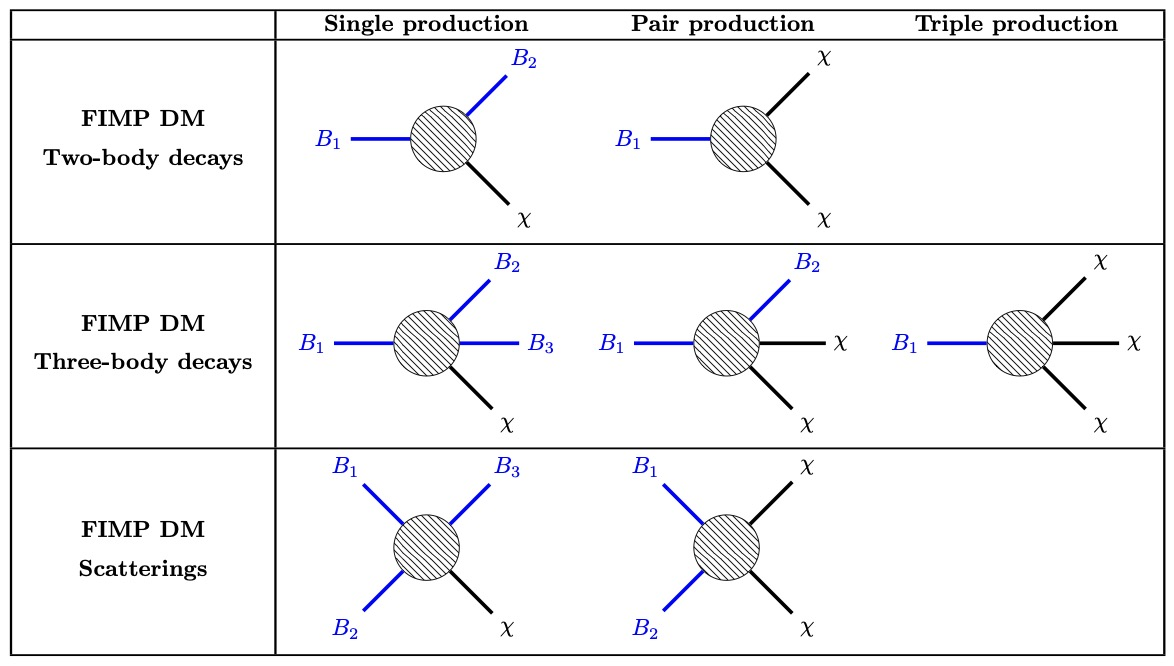 Single production Pair production Triple production
FIMP DM
Two-body decays
B₁ B₂ χ
B₁ χ χ
FIMP DM
Three-body decays
B₁ B₂ B₃ χ
B₁ B₂ χ χ
B₁ χ χ χ
FIMP DM
Scatterings
B₁ B₃ B₂ χ
B₁ χ B₂ χ